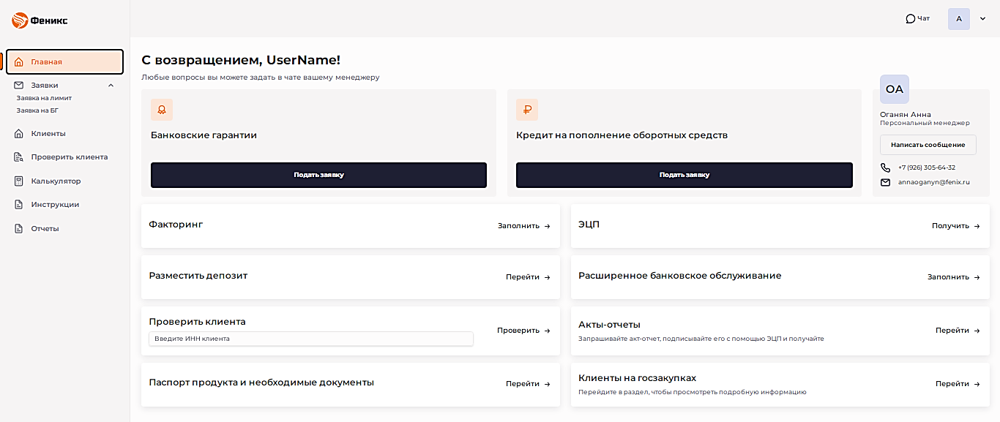 Феникс
Чат
А
Главная
Заявки
Заявка на лимит
Заявка на БГ
Клиенты
Проверить клиента
Калькулятор
Инструкции
Отчеты
С возвращением, UserName!
Любые вопросы вы можете задать в чате вашему менеджеру
Банковские гарантии
Подать заявку
Кредит на пополнение оборотных средств
Подать заявку
ОА
Оганян Анна
Персональный менеджер
Написать сообщение
+7 (926) 305-64-32
annaoganyn@fenix.ru
Факторинг
Заполнить
ЭЦП
Получить
Разместить депозит
Перейти
Расширенное банковское обслуживание
Заполнить
Проверить клиента
Введите ИНН клиента
Проверить
Акты-отчеты
Запрашивайте акт-отчет, подписывайте его с помощью ЭЦП и получайте
Перейти
Паспорт продукта и необходимые документы
Перейти
Клиенты на госзакупках
Перейдите в раздел, чтобы просмотреть подробную информацию
Перейти